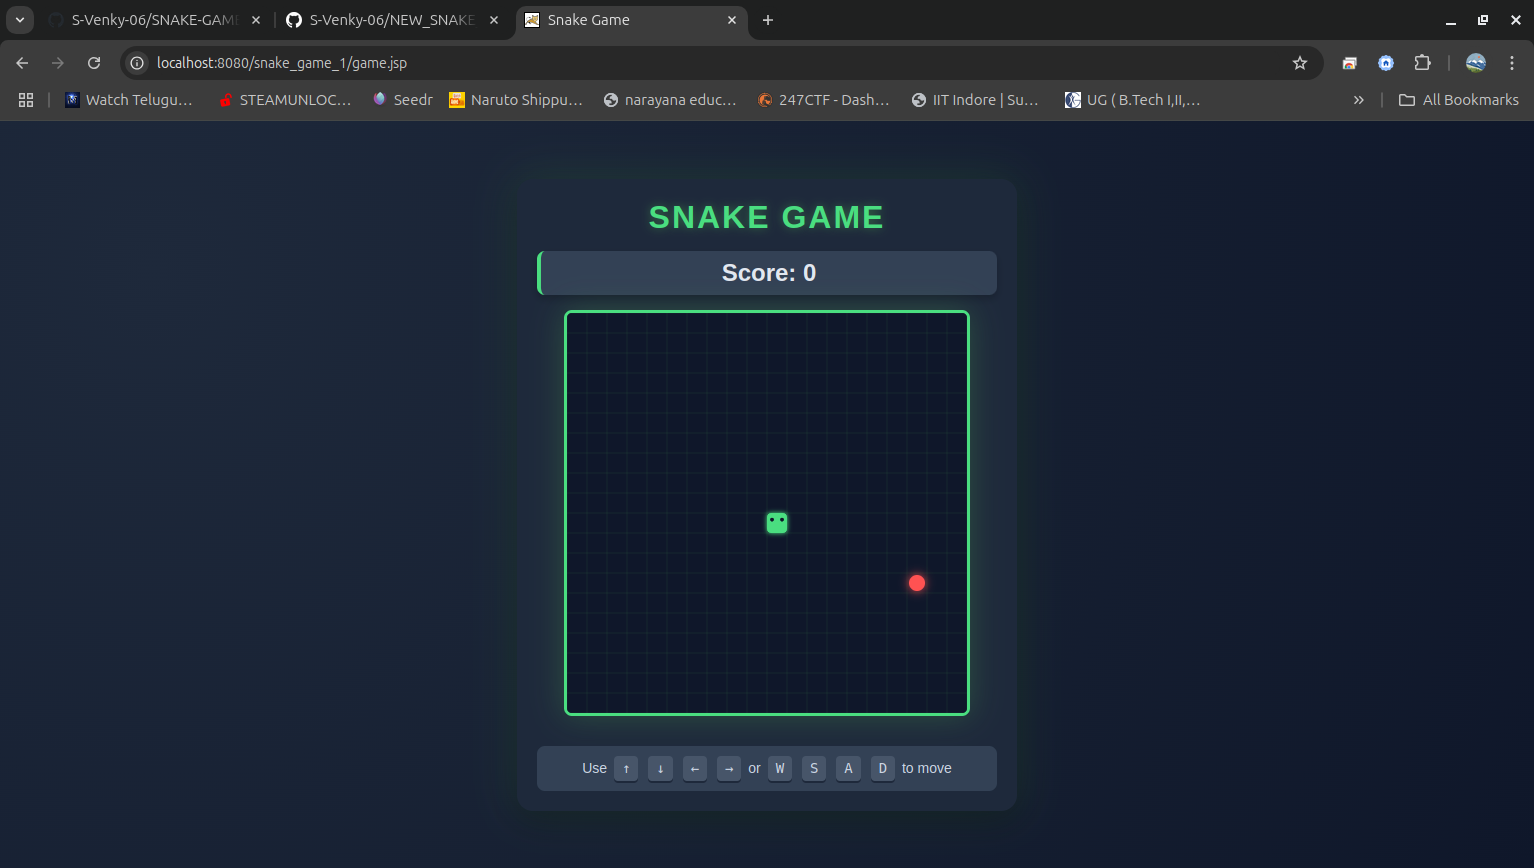 S-Venky-06/SNAKE-GAM
S-Venky-06/NEW_SNAKE
Snake Game
localhost:8080/snake_game_1/game.jsp
Watch Telugu…
STEAMUNLOC…
Seedr
Naruto Shippu…
narayana educ…
247CTF - Dash…
IIT Indore | Su…
UG ( B.Tech I,II,…
All Bookmarks
SNAKE GAME
Score: 0
Use ↑ ↓ ← → or W S A D to move